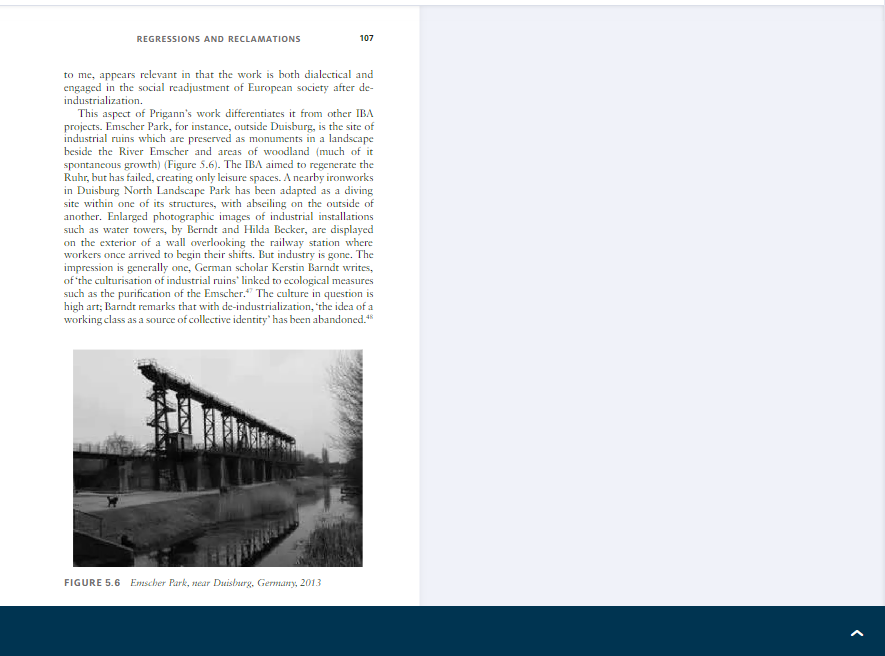 REGRESSIONS AND RECLAMATIONS 107
to me, appears relevant in that the work is both dialectical and
engaged in the social readjustment of European society after de-
industrialization.
This aspect of Prigann's work differentiates it from other IBA
projects. Emscher Park, for instance, outside Duisburg, is the site of
industrial ruins which are preserved as monuments in a landscape
beside the River Emscher and areas of woodland (much of it
spontaneous growth) (Figure 5.6). The IBA aimed to regenerate the
Ruhr, but has failed, creating only leisure spaces. A nearby ironworks
in Duisburg North Landscape Park has been adapted as a diving
site within one of its structures, with abseiling on the outside of
another. Enlarged photographic images of industrial installations
such as water towers, by Berndt and Hilda Becker, are displayed
on the exterior of a wall overlooking the railway station where
workers once arrived to begin their shifts. But industry is gone. The
impression is generally one, German scholar Kerstin Barndt writes,
of 'the culturisation of industrial ruins' linked to ecological measures
such as the purification of the Emscher.⁴⁷ The culture in question is
high art; Barndt remarks that with de-industrialization, 'the idea of a
working class as a source of collective identity' has been abandoned.⁴⁸
FIGURE 5.6 Emscher Park, near Duisburg, Germany, 2013